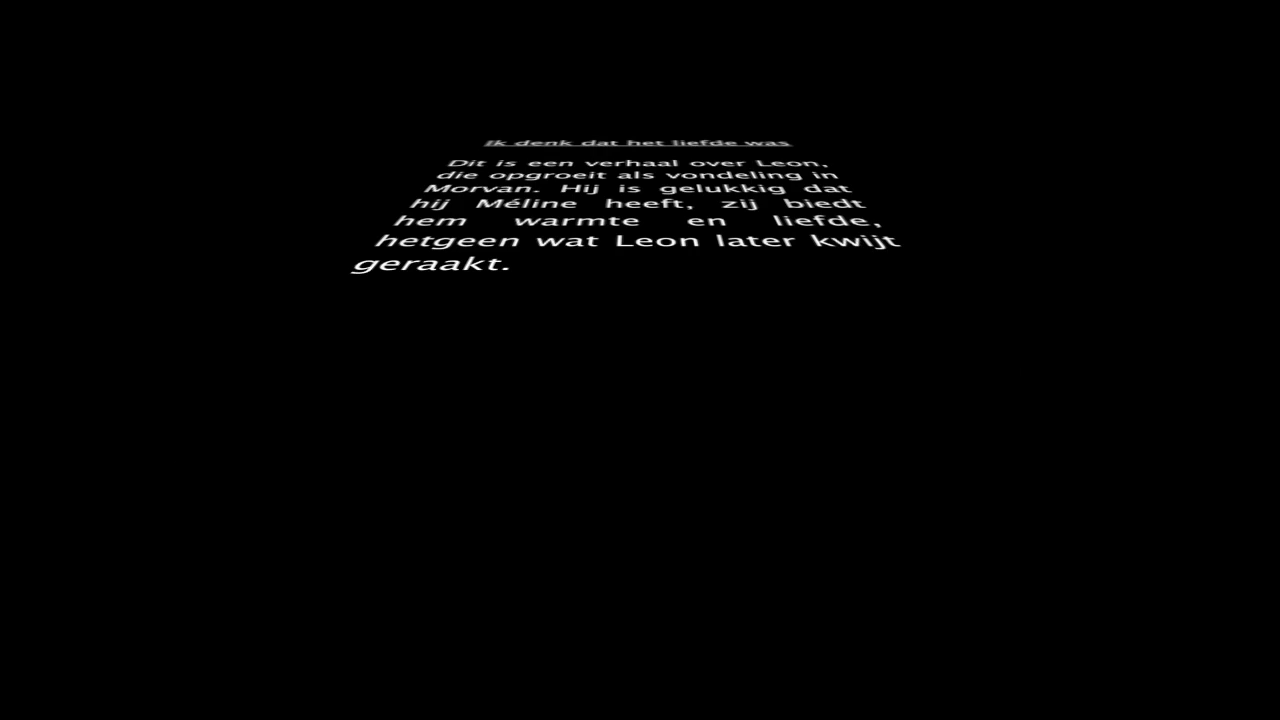 Ik denk dat het liefde was
Dit is een verhaal over Leon,
die opgroeit als vondeling in
Morvan. Hij is gelukkig dat
hij Méline heeft, zij biedt
hem warmte en liefde,
hetgeen wat Leon later kwijt
geraakt.